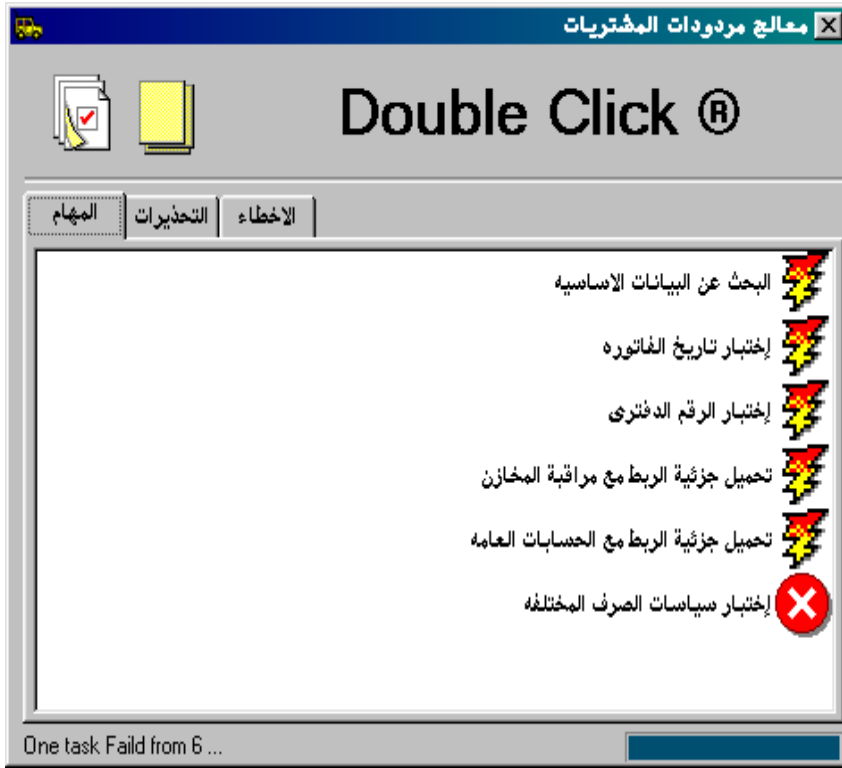 معالج مردودات المشتريات
Double Click ®
المهام
التحذيرات
الاخطاء
البحث عن البيانات الاساسيه
إختبار تاريخ الفاتوره
إختبار الرقم الدفترى
تحميل جزئية الربط مع مراقبة المخازن
تحميل جزئية الربط مع الحسابات العامه
إختبار سياسات الصرف المختلفه
One task Faild from 6 ...